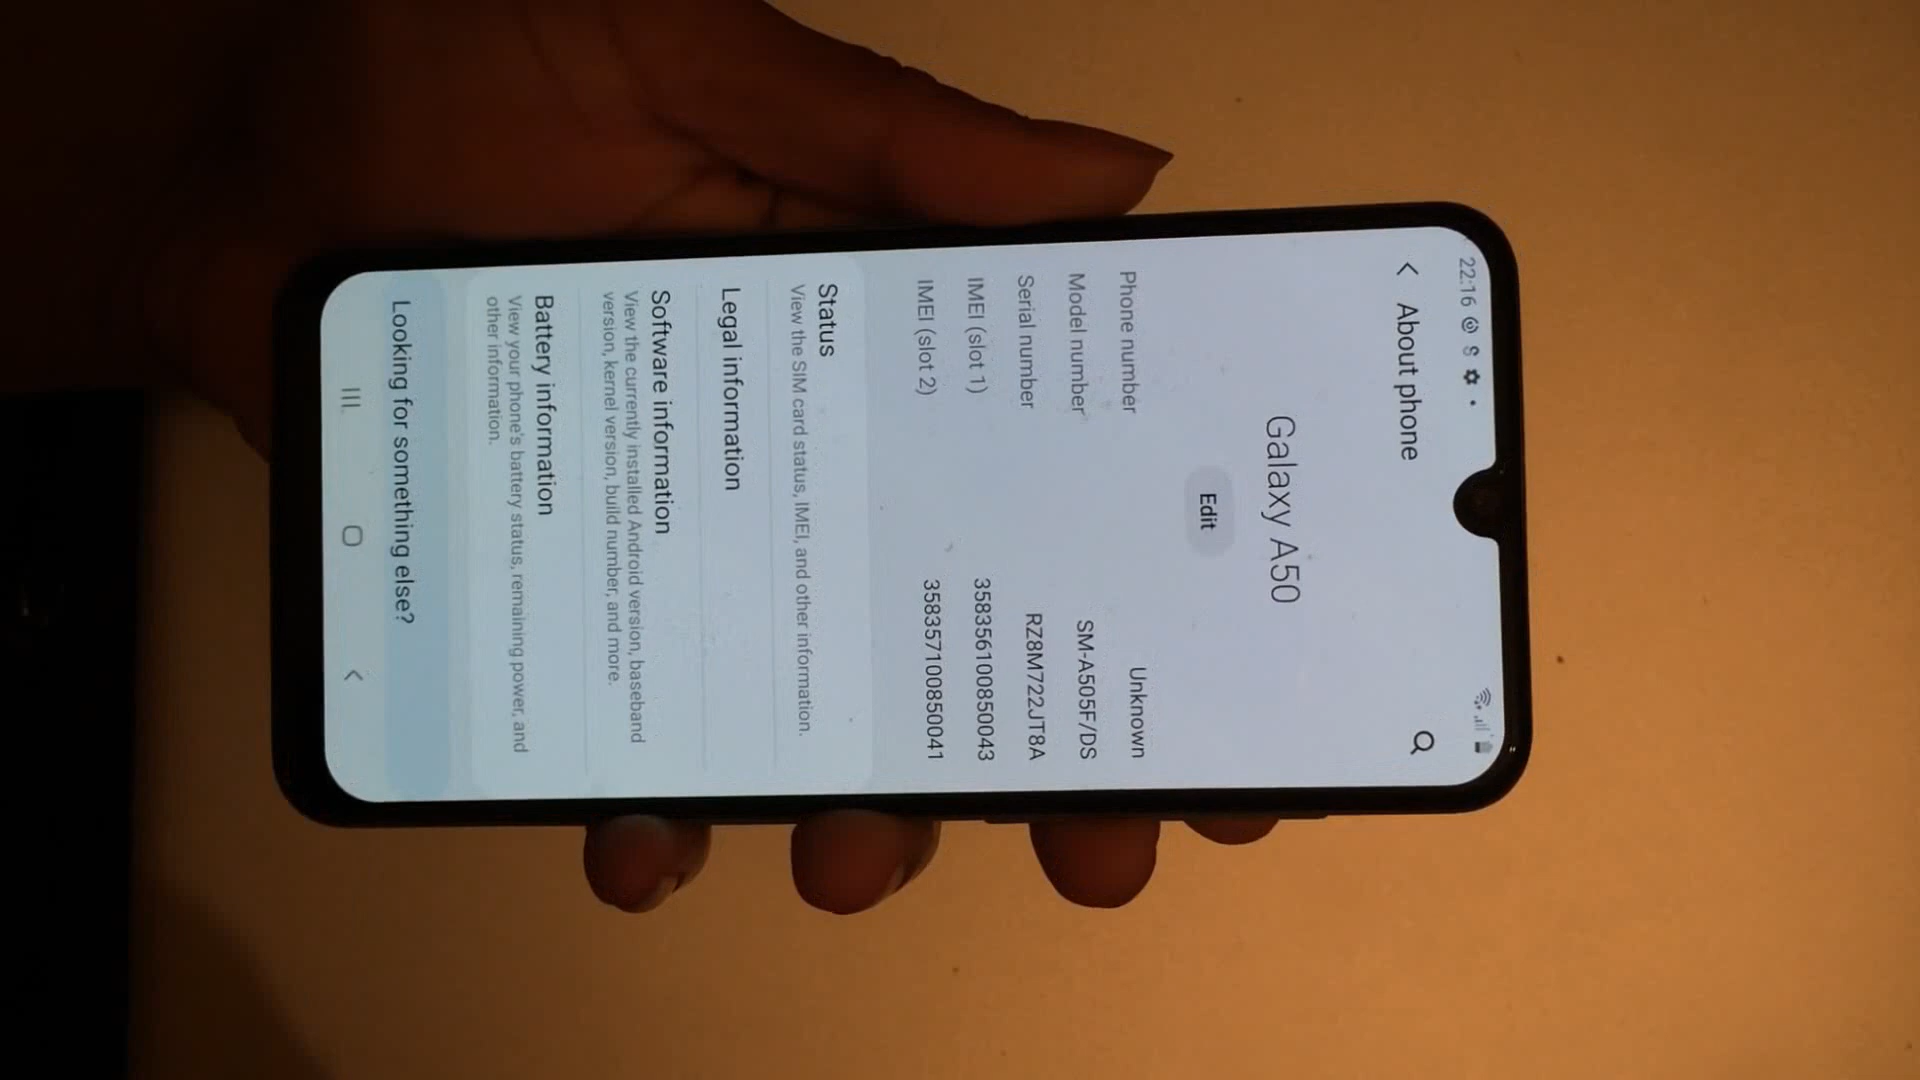 22:16
About phone
Galaxy A50
Edit
Phone number Unknown
Model number SM-A505F/DS
Serial number RZ8M722JT8A
IMEI (slot 1) 358356100850043
IMEI (slot 2) 358357100850041
Status
View the SIM card status, IMEI, and other information.
Legal information
Software information
View the currently installed Android version, baseband
version, kernel version, build number, and more.
Battery information
View your phone's battery status, remaining power, and
other information.
Looking for something else?